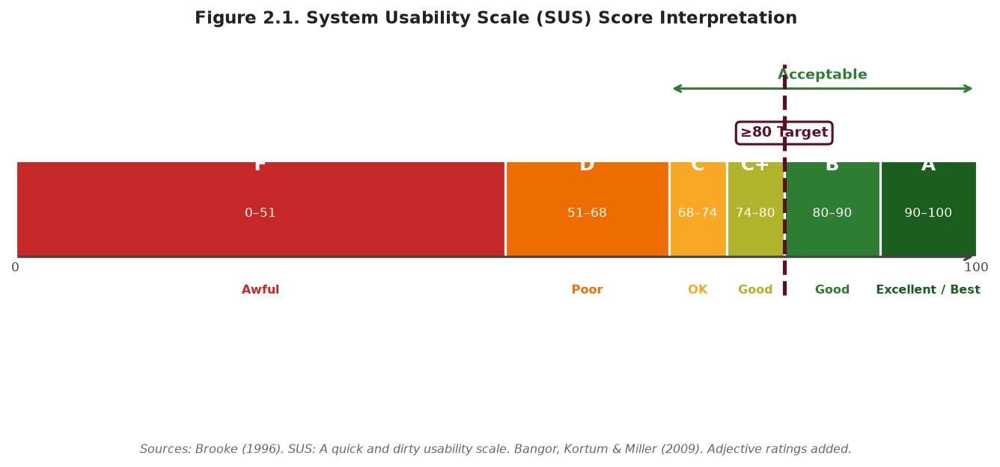 Figure 2.1. System Usability Scale (SUS) Score Interpretation
Acceptable
≥80 Target
F D C C+ B A
0–51 51–68 68–74 74–80 80–90 90–100
0 100
Awful Poor OK Good Good Excellent / Best
Sources: Brooke (1996). SUS: A quick and dirty usability scale. Bangor, Kortum & Miller (2009). Adjective ratings added.